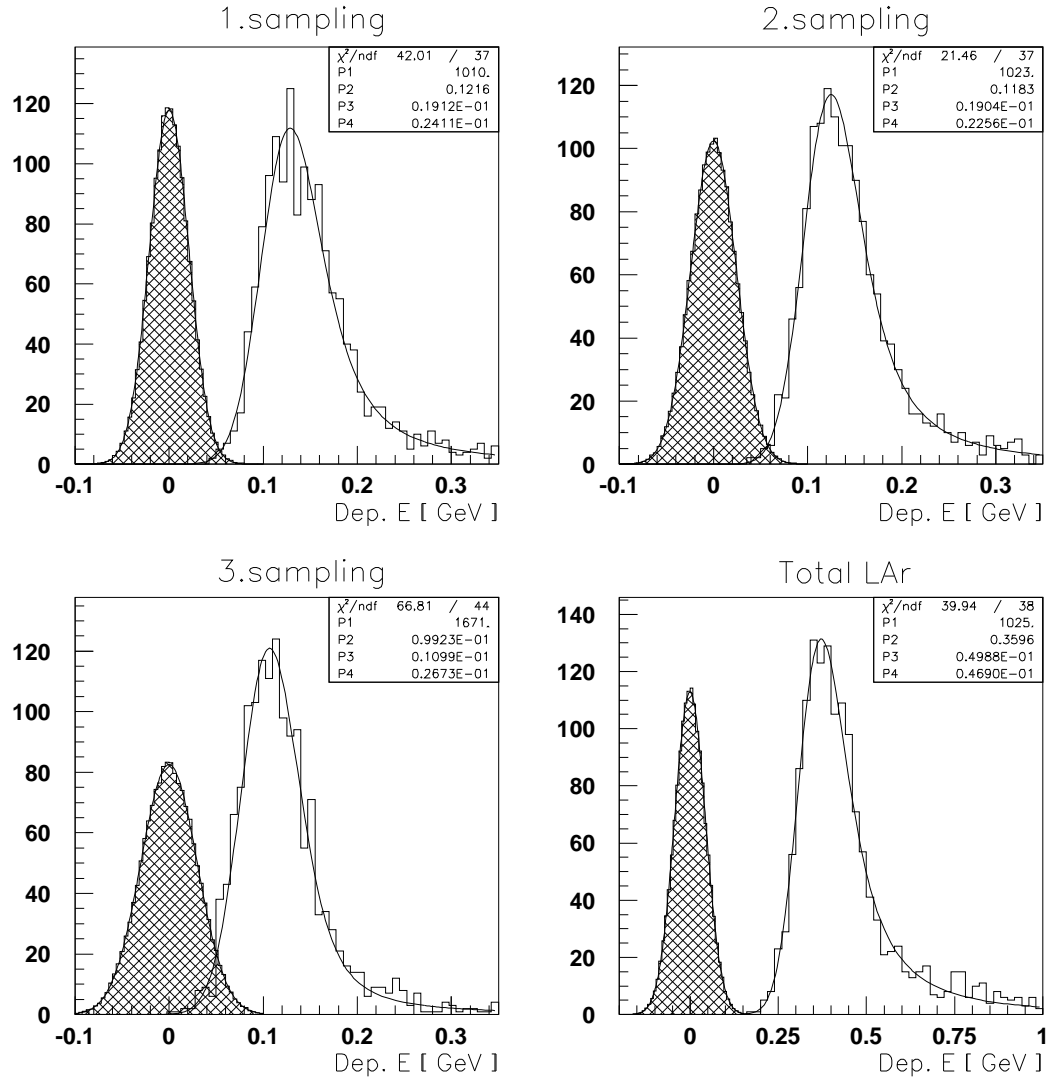 1.sampling
χ²/ndf 42.01 / 37
P1 1010.
P2 0.1216
P3 0.1912E-01
P4 0.2411E-01
120
100
80
60
40
20
0
-0.1 0 0.1 0.2 0.3
Dep. E [ GeV ]
2.sampling
χ²/ndf 21.46 / 37
P1 1023.
P2 0.1183
P3 0.1904E-01
P4 0.2256E-01
120
100
80
60
40
20
0
-0.1 0 0.1 0.2 0.3
Dep. E [ GeV ]
3.sampling
χ²/ndf 66.81 / 44
P1 1671.
P2 0.9923E-01
P3 0.1099E-01
P4 0.2673E-01
120
100
80
60
40
20
0
-0.1 0 0.1 0.2 0.3
Dep. E [ GeV ]
Total LAr
χ²/ndf 39.94 / 38
P1 1025.
P2 0.3596
P3 0.4988E-01
P4 0.4690E-01
140
120
100
80
60
40
20
0
0 0.25 0.5 0.75 1
Dep. E [ GeV ]